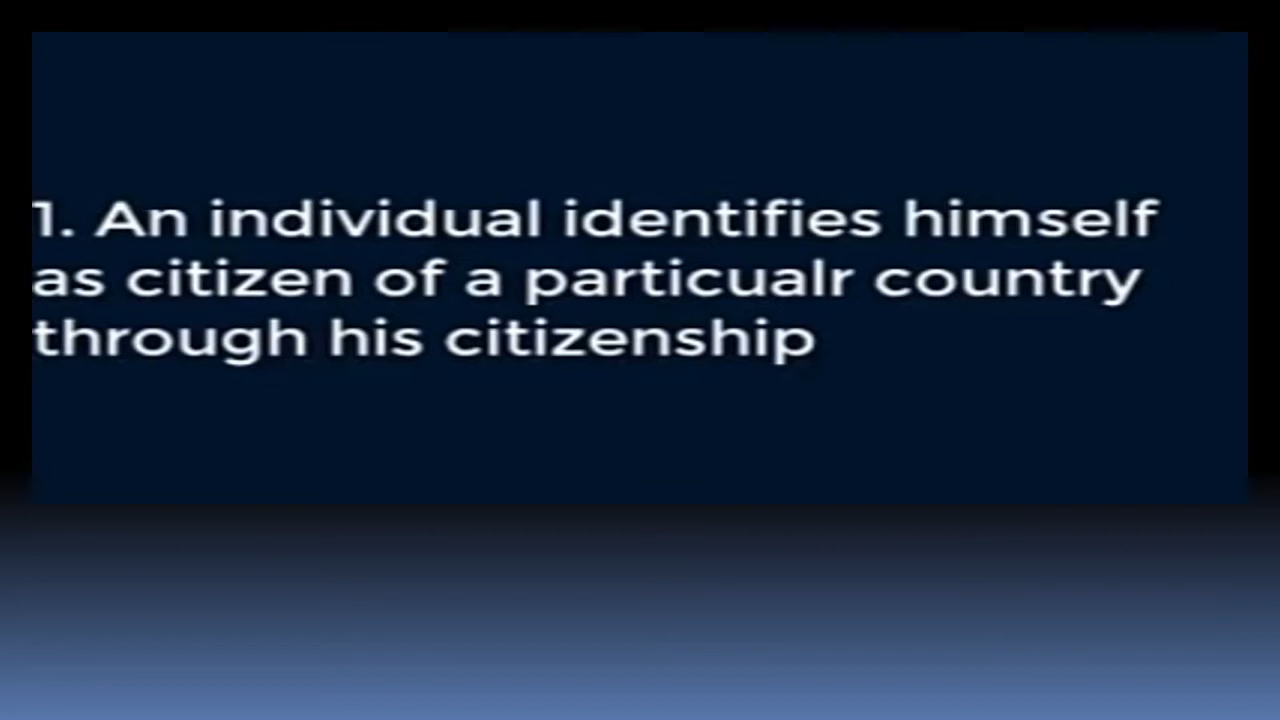 1. An individual identifies himself
as citizen of a particualr country
through his citizenship